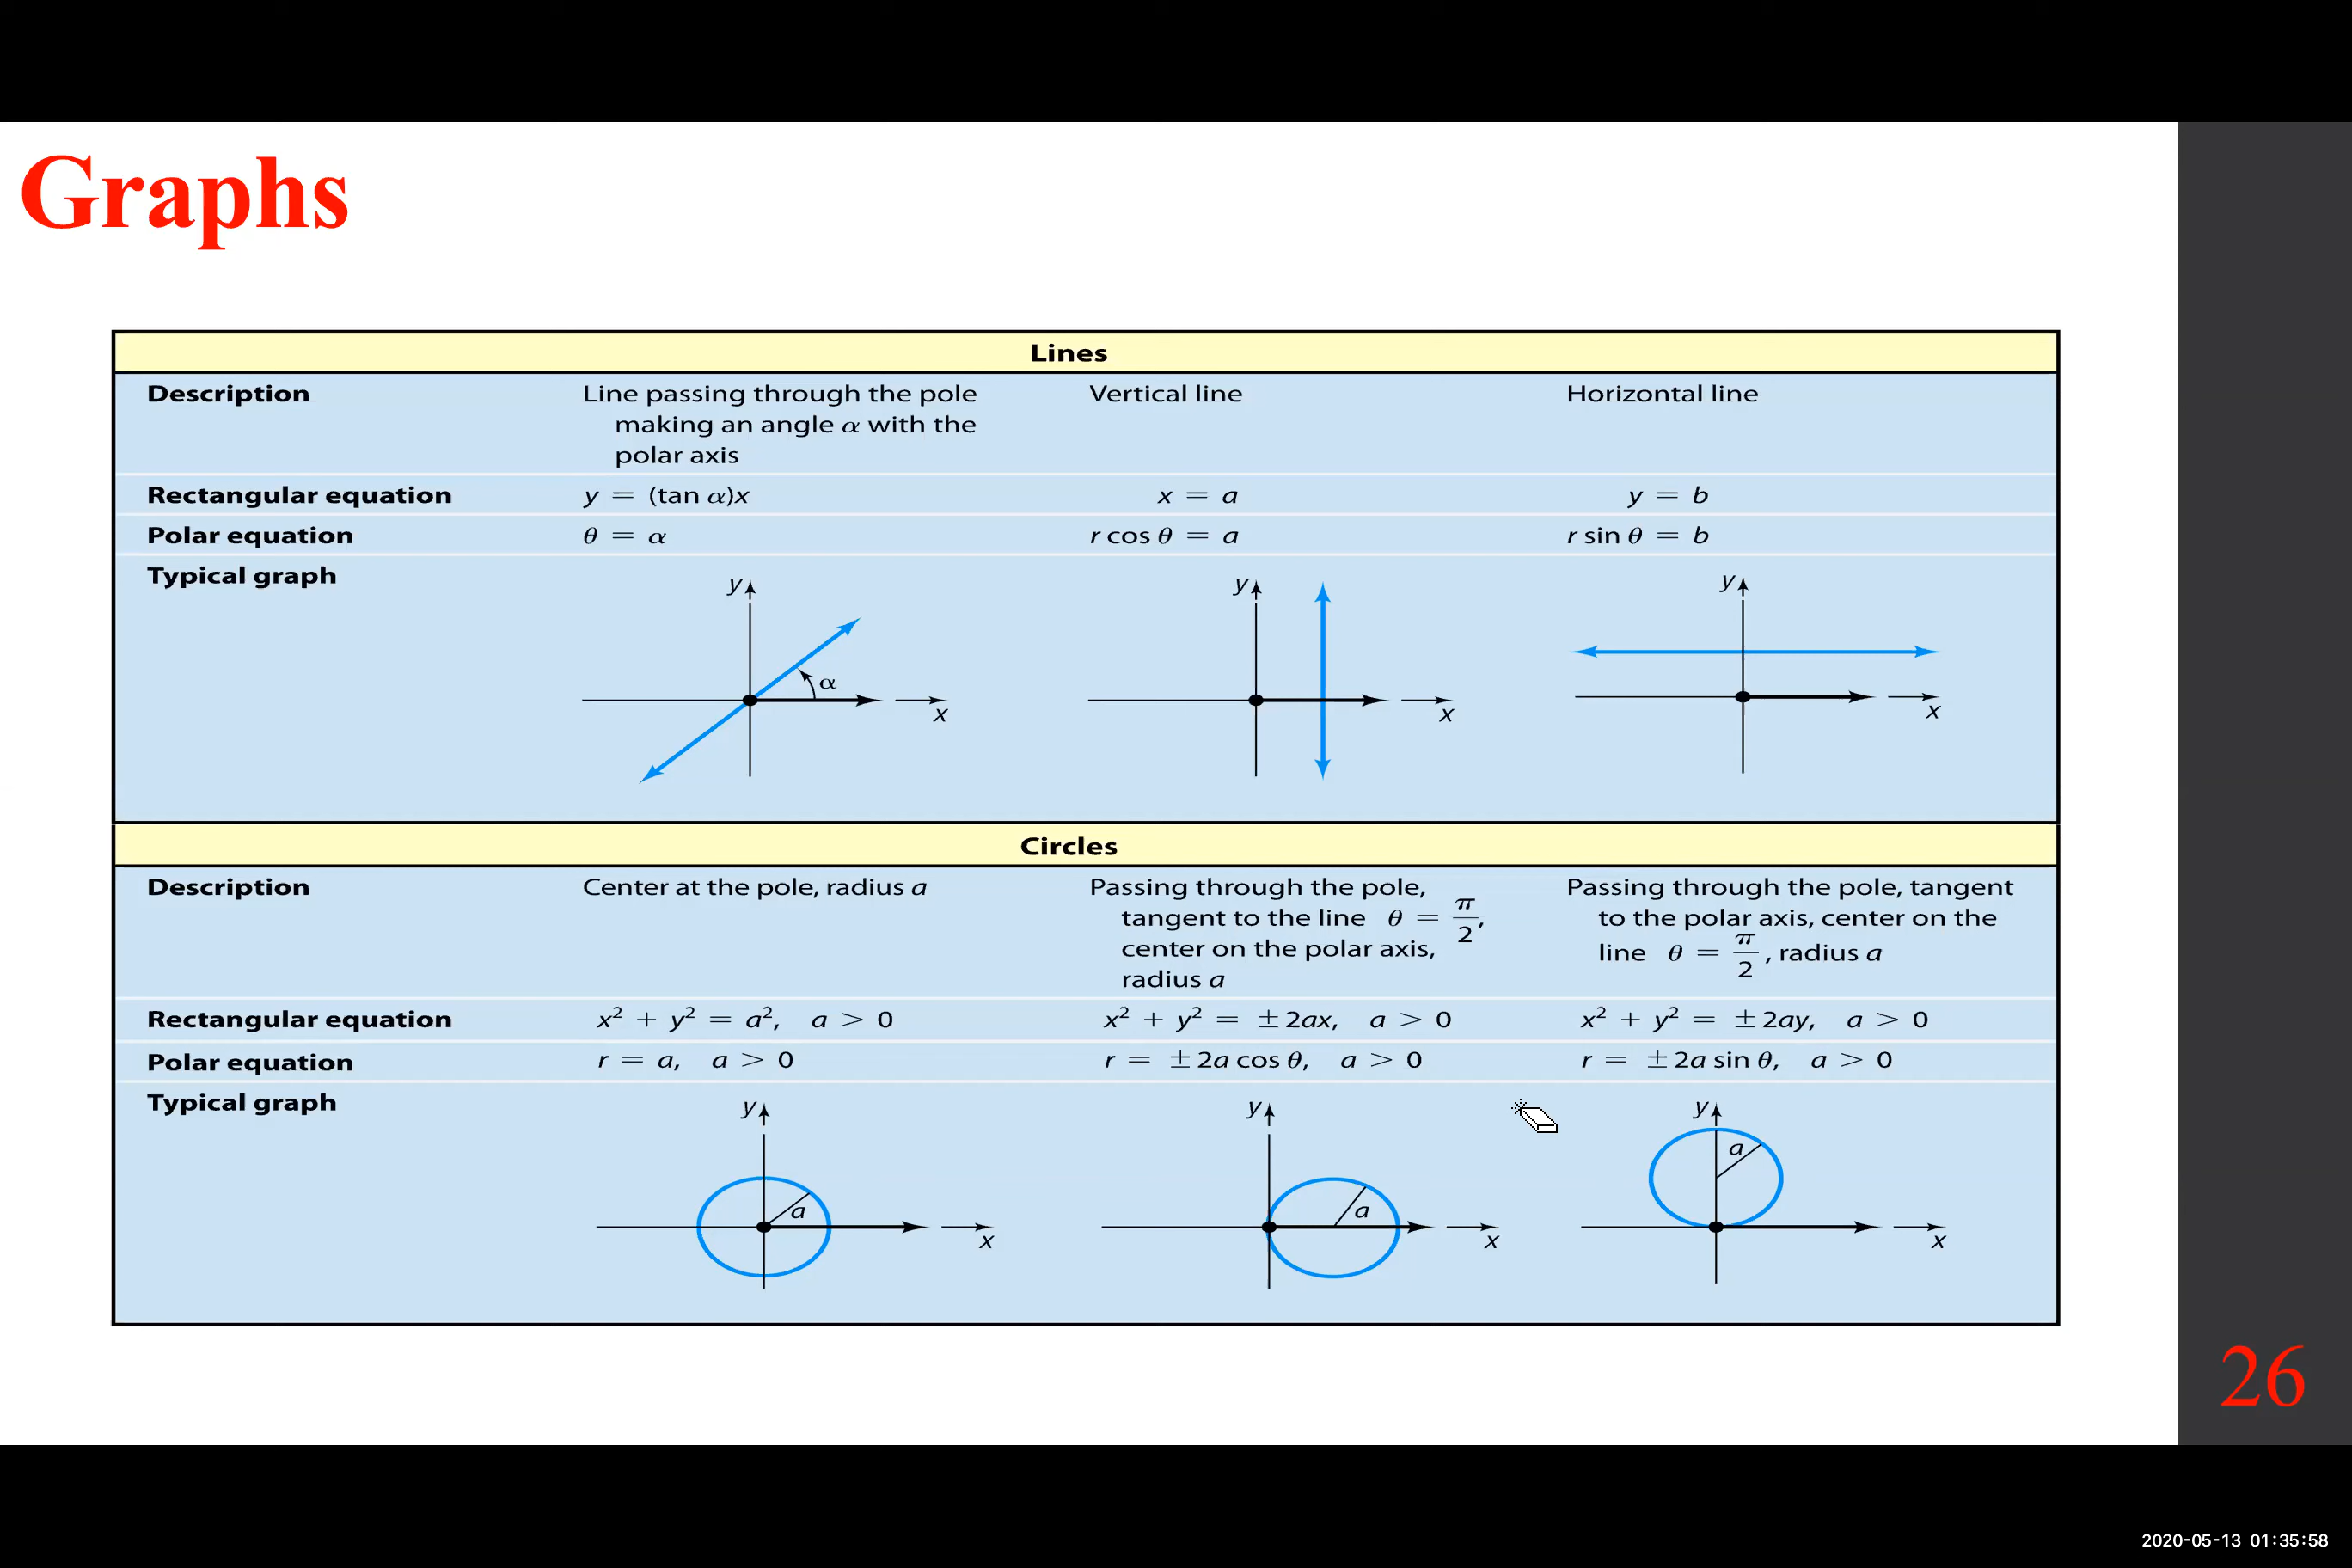 Graphs
Lines
Description
Line passing through the pole
making an angle α with the
polar axis
Vertical line
Horizontal line
Rectangular equation
y = (tan α)x
x = a
y = b
Polar equation
θ = α
r cos θ = a
r sin θ = b
Typical graph
y
α
x
y
x
y
x
Circles
Description
Center at the pole, radius a
Passing through the pole,
tangent to the line θ = π/2,
center on the polar axis,
radius a
Passing through the pole, tangent
to the polar axis, center on the
line θ = π/2, radius a
Rectangular equation
x² + y² = a², a > 0
x² + y² = ±2ax, a > 0
x² + y² = ±2ay, a > 0
Polar equation
r = a, a > 0
r = ±2a cos θ, a > 0
r = ±2a sin θ, a > 0
Typical graph
y
a
x
y
a
x
y
a
x
26
2020-05-13 01:35:58